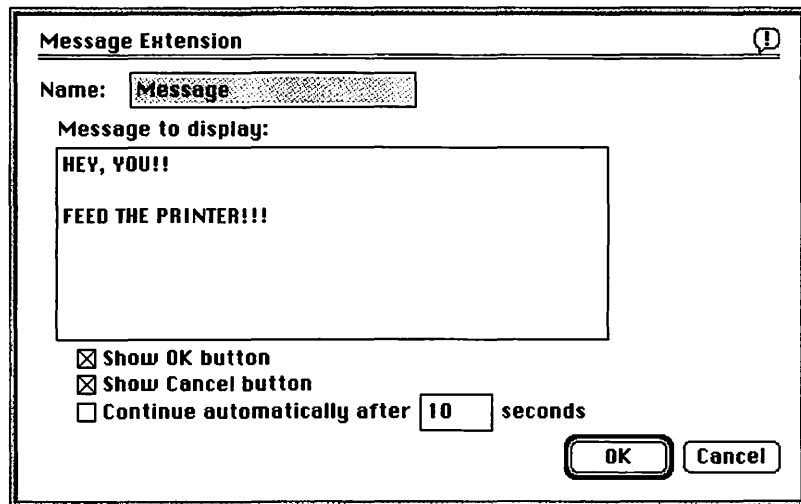 Message Extension
Name: Message
Message to display:
HEY, YOU!!
FEED THE PRINTER!!!
Show OK button
Show Cancel button
Continue automatically after 10 seconds
OK Cancel